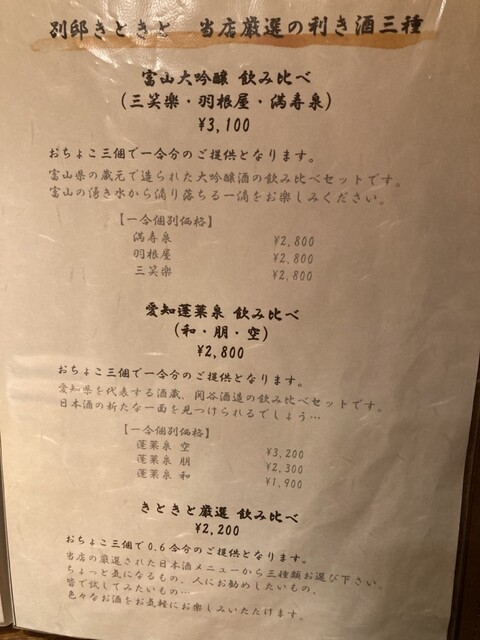 別邸きときと 当店厳選の利き酒三種
富山大吟醸 飲み比べ
(三笑楽・羽根屋・満寿泉)
¥3,100
おちょこ三個で一合分のご提供となります。
富山県の蔵元で造られた大吟醸酒の飲み比べセットです。
富山の湧き水から滴り落ちる一滴をお楽しみください。
【一合個別価格】
満寿泉 ¥2,800
羽根屋 ¥2,800
三笑楽 ¥2,800
愛知蓬莱泉 飲み比べ
(和・朋・空)
¥2,800
おちょこ三個で一合分のご提供となります。
愛知県を代表する酒蔵、関谷酒造の飲み比べセットです。
日本酒の新たな一面を見つけられるでしょう…
【一合個別価格】
蓬莱泉 空 ¥3,200
蓬莱泉 朋 ¥2,300
蓬莱泉 和 ¥1,900
きときと厳選 飲み比べ
¥2,200
おちょこ三個で0.6合分のご提供となります。
当店の厳選された日本酒メニューから三種類お選び下さい。
ちょっと気になるもの、人にお勧めしたいもの、
皆で試してみたいもの…
色々なお酒をお気軽にお楽しみいただけます。